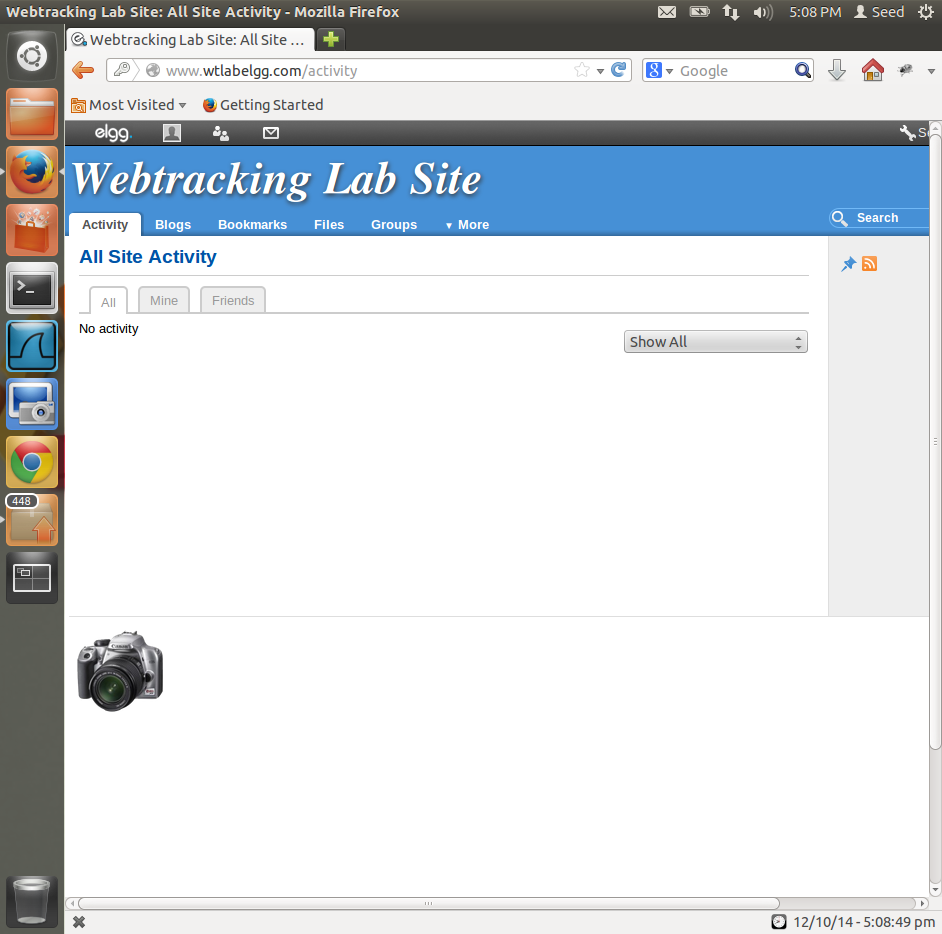 Webtracking Lab Site: All Site Activity - Mozilla Firefox
5:08 PM
Seed
Webtracking Lab Site: All Site ...
www.wtlabelgg.com/activity
8
Google
Most Visited
Getting Started
elgg.
Se
Webtracking Lab Site
Activity
Blogs
Bookmarks
Files
Groups
More
Search
All Site Activity
All
Mine
Friends
No activity
Show All
448
Canon
12/10/14 - 5:08:49 pm